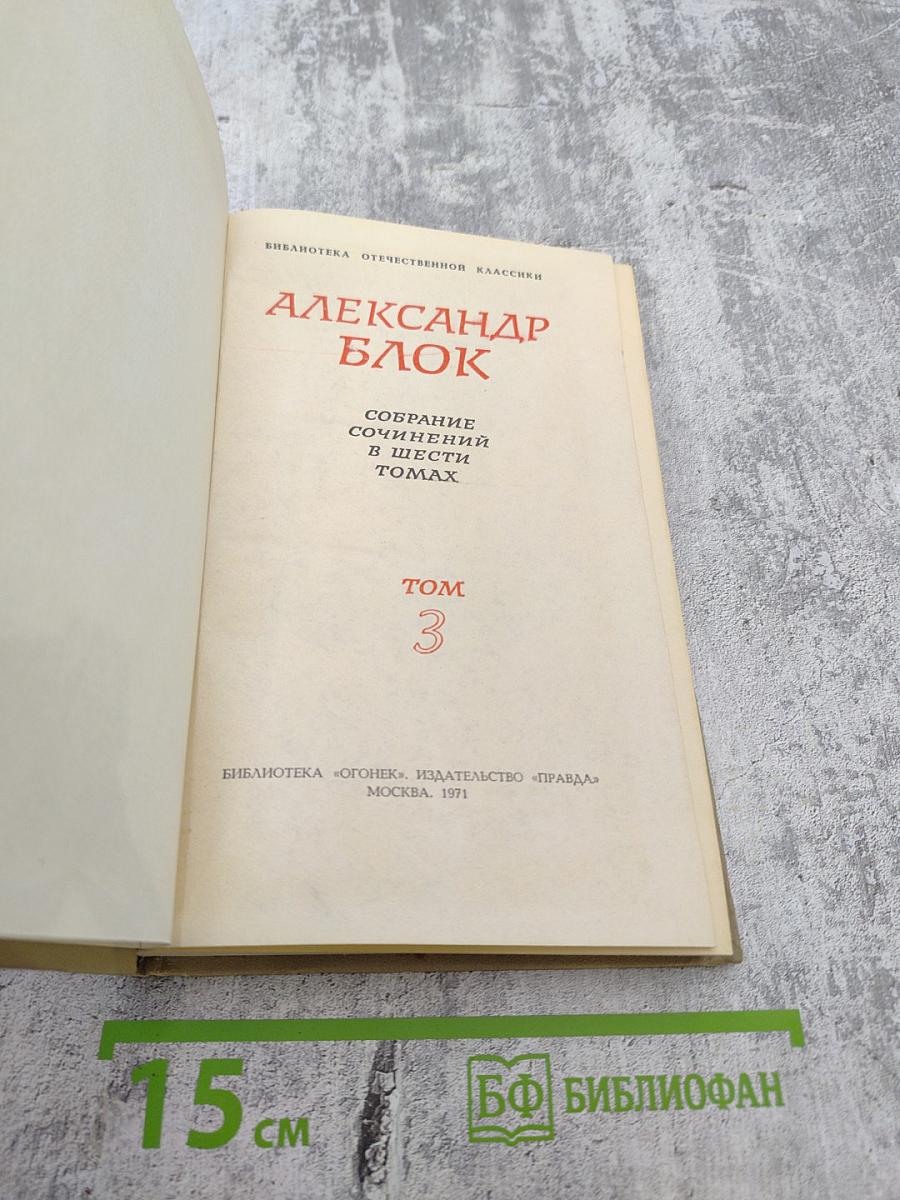 БИБЛИОТЕКА ОТЕЧЕСТВЕННОЙ КЛАССИКИ
АЛЕКСАНДР
БЛОК
СОБРАНИЕ
СОЧИНЕНИЙ
В ШЕСТИ
ТОМАХ
ТОМ
3
БИБЛИОТЕКА «ОГОНЕК». ИЗДАТЕЛЬСТВО «ПРАВДА»
МОСКВА. 1971
15 см
БФ БИБЛИОФАН